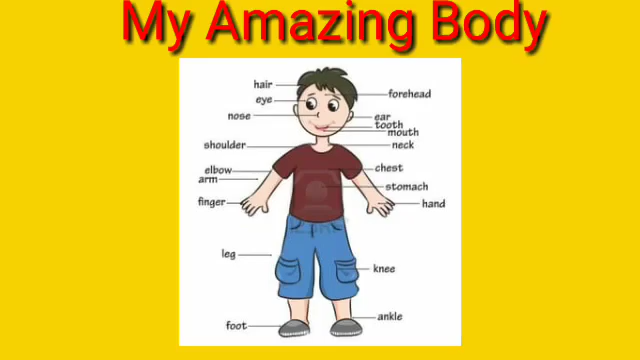 My Amazing Body
hair
forehead
eye
nose
ear
tooth
mouth
shoulder
neck
elbow
chest
arm
stomach
finger
hand
leg
knee
ankle
foot